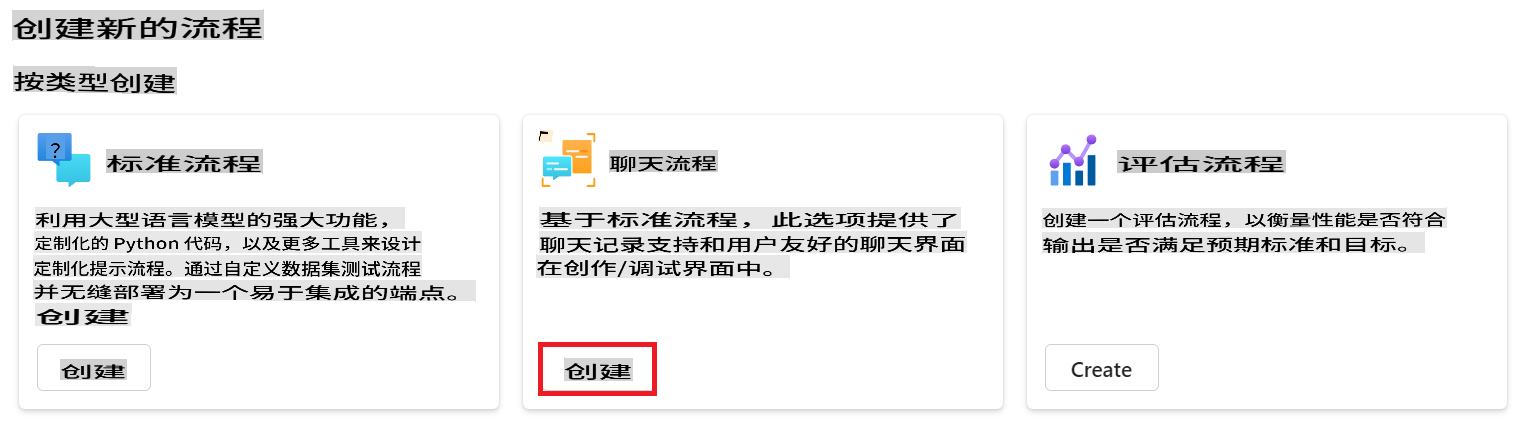 创建新的流程
按类型创建
标准流程
利用大型语言模型的强大功能，
定制化的 Python 代码，以及更多工具来设计
定制化提示流程。通过自定义数据集测试流程
并无缝部署为一个易于集成的端点。
创建
创建
聊天流程
基于标准流程，此选项提供了
聊天记录支持和用户友好的聊天界面
在创作/调试界面中。
创建
评估流程
创建一个评估流程，以衡量性能是否符合
输出是否满足预期标准和目标。
Create